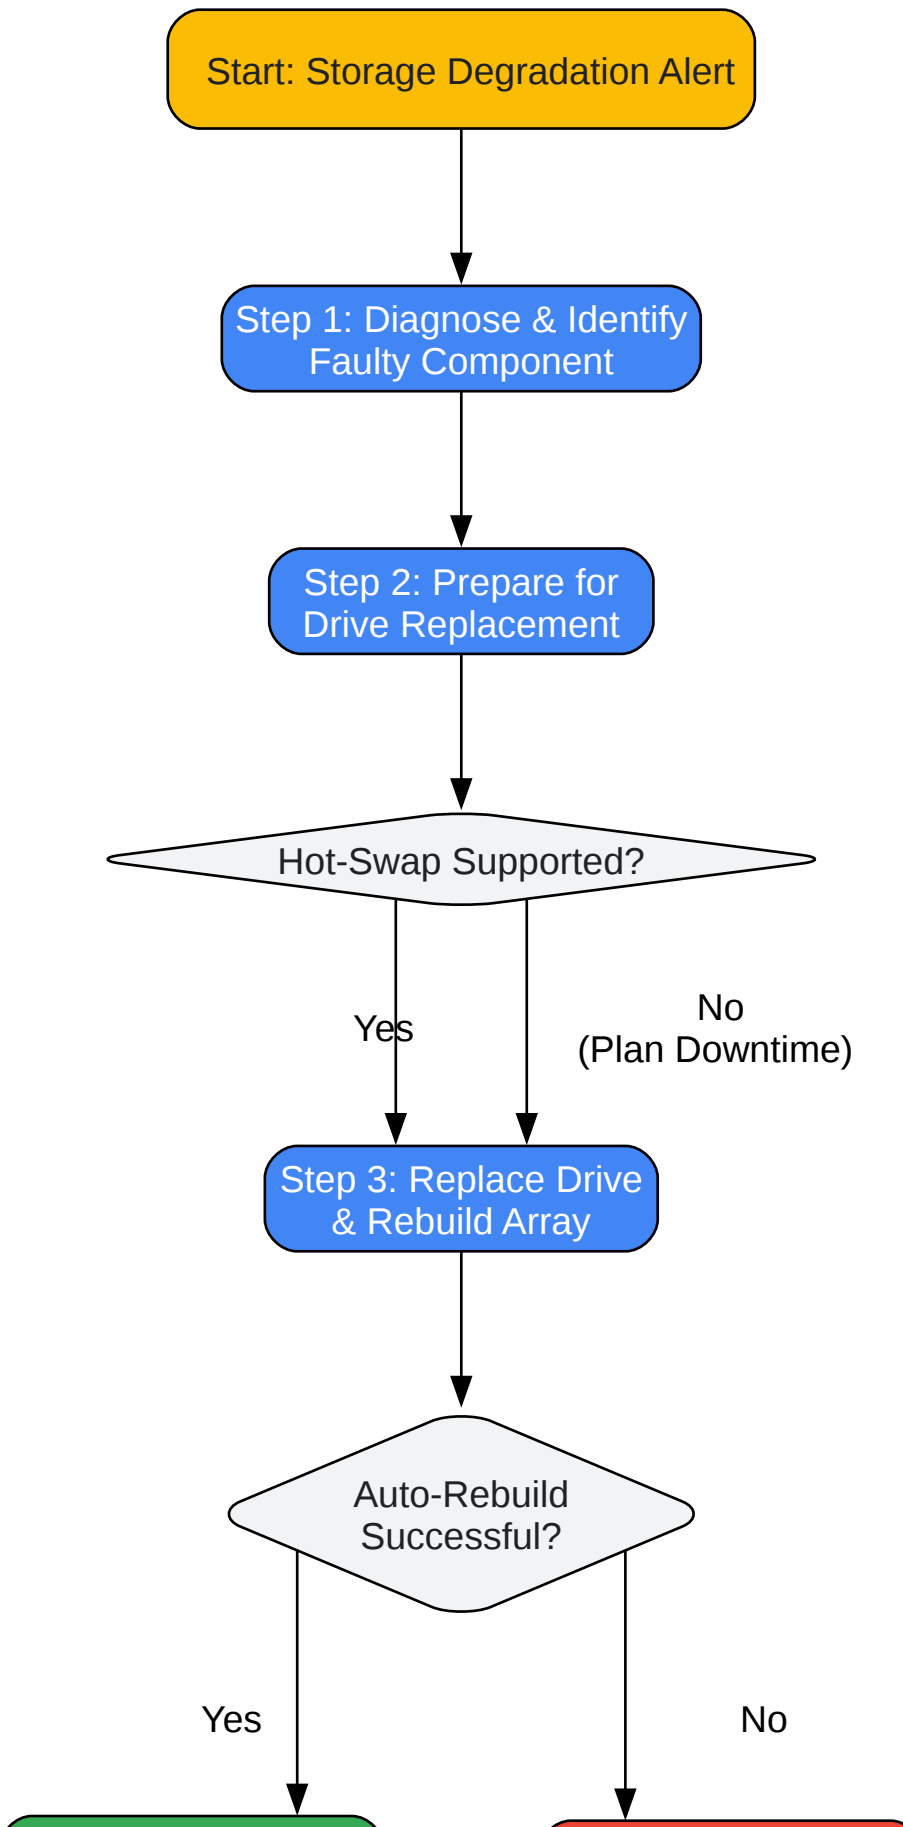 Start: Storage Degradation Alert
Step 1: Diagnose & Identify
Faulty Component
Step 2: Prepare for
Drive Replacement
Hot-Swap Supported?
Yes
No
(Plan Downtime)
Step 3: Replace Drive
& Rebuild Array
Auto-Rebuild
Successful?
Yes
No